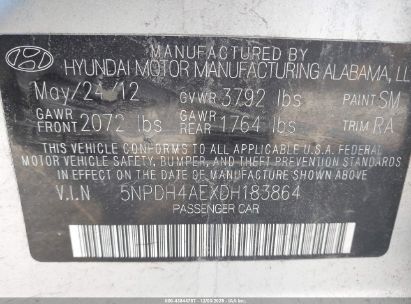 MANUFACTURED BY
HYUNDAI MOTOR MANUFACTURING ALABAMA, LL
May/24/12 GVWR 3792 lbs PAINT SM
GAWR FRONT 2072 lbs GAWR REAR 1764 lbs TRIM RA
THIS VEHICLE CONFORMS TO ALL APPLICABLE U.S. FEDERAL
MOTOR VEHICLE SAFETY, BUMPER, AND THEFT PREVENTION
STANDARDS IN EFFECT ON THE DATE OF MANUFACTURE
SHOWN ABOVE.
V.I.N 5NPDH4AEXDH183864
PASSENGER CAR